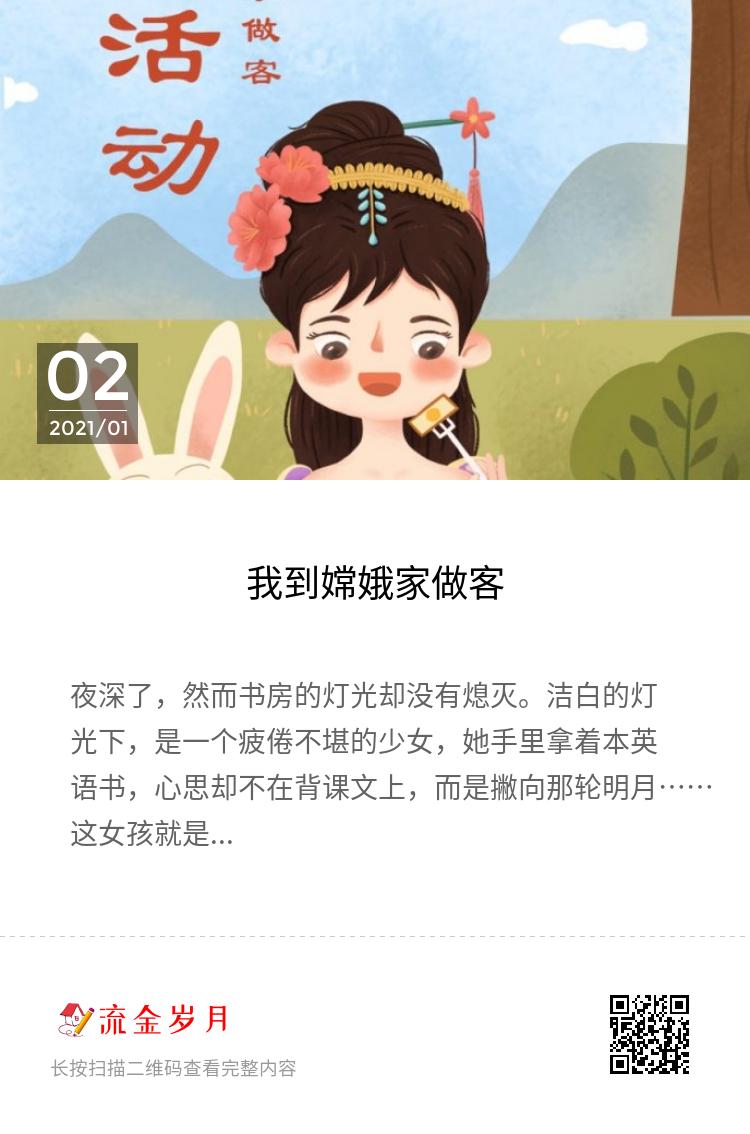 活动
做客
02
2021/01
我到嫦娥家做客
夜深了，然而书房的灯光却没有熄灭。洁白的灯
光下，是一个疲倦不堪的少女，她手里拿着本英
语书，心思却不在背课文上，而是撇向那轮明月……
这女孩就是...
流金岁月
长按扫描二维码查看完整内容